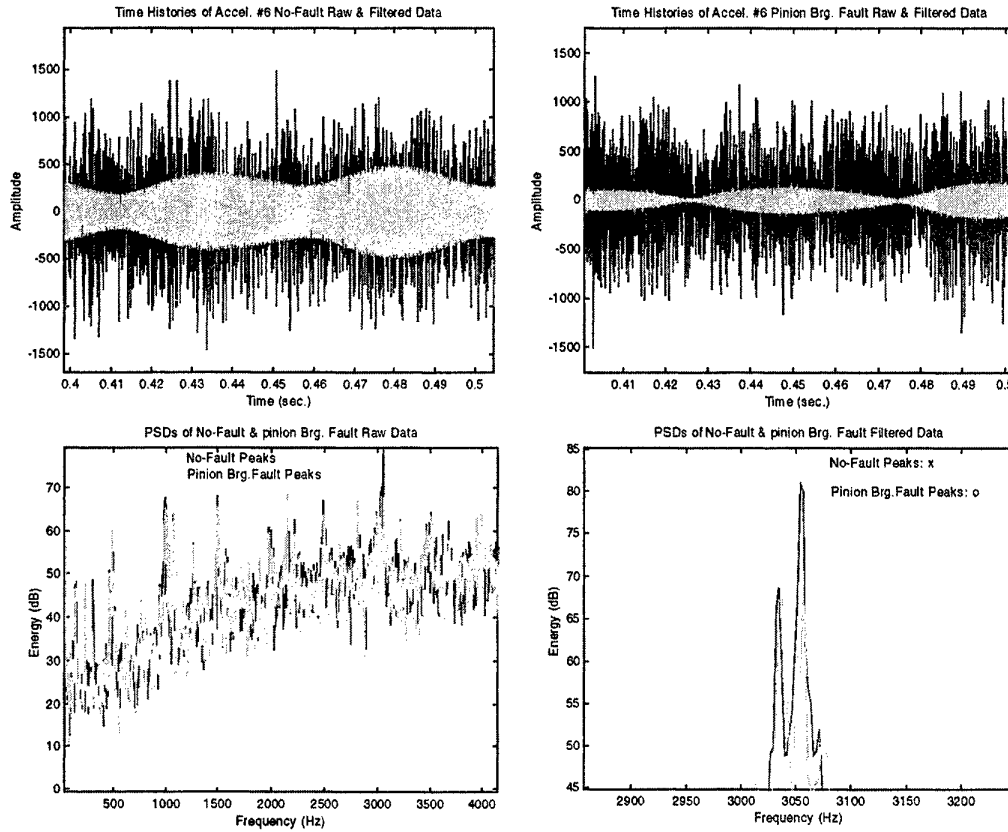 Time Histories of Accel. #6 No-Fault Raw & Filtered Data
Amplitude
1500
1000
500
0
-500
-1000
-1500
0.4 0.41 0.42 0.43 0.44 0.45 0.46 0.47 0.48 0.49 0.5
Time (sec.)
Time Histories of Accel. #6 Pinion Brg. Fault Raw & Filtered Data
Amplitude
1500
1000
500
0
-500
-1000
-1500
0.41 0.42 0.43 0.44 0.45 0.46 0.47 0.48 0.49
Time (sec.)
PSDs of No-Fault & pinion Brg. Fault Raw Data
No-Fault Peaks
Pinion Brg.Fault Peaks
Energy (dB)
70
60
50
40
30
20
10
0
500 1000 1500 2000 2500 3000 3500 4000
Frequency (Hz)
PSDs of No-Fault & pinion Brg. Fault Filtered Data
No-Fault Peaks: x
Pinion Brg.Fault Peaks: o
Energy (dB)
85
80
75
70
65
60
55
50
45
2900 2950 3000 3050 3100 3150 3200
Frequency (Hz)